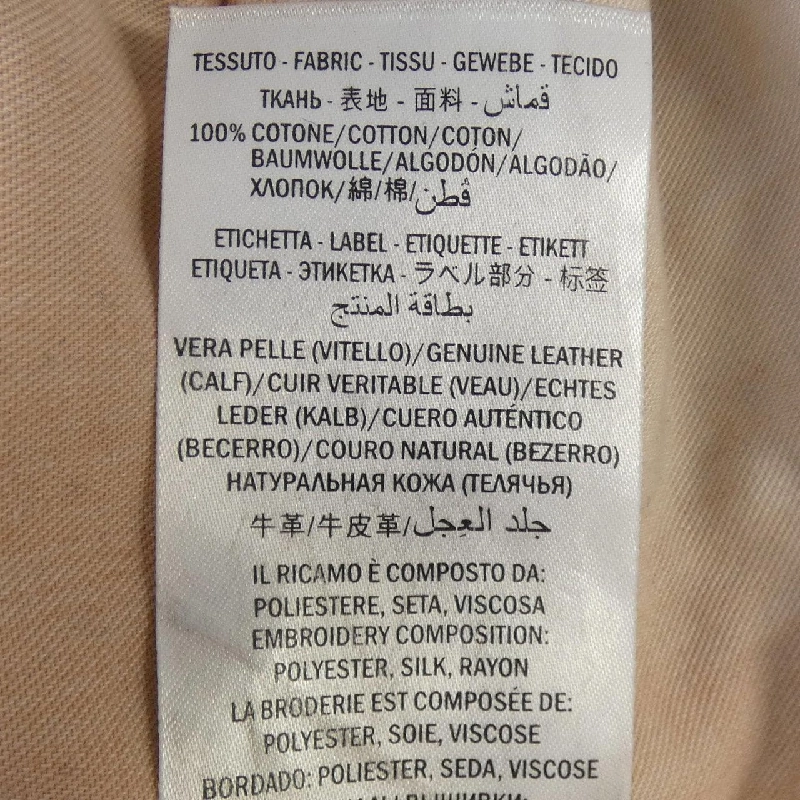 TESSUTO - FABRIC - TISSU - GEWEBE - TECIDO
ТКАНЬ - 表地 - 面料 - قماش
100% COTONE/COTTON/COTON/
BAUMWOLLE/ALGODÓN/ALGODÃO/
ХЛОПОК/綿/棉/قُطن
ETICHETTA - LABEL - ETIQUETTE - ETIKETT
ETIQUETA - ЭТИКЕТКА - ラベル部分 - 标签
بطاقة المنتج
VERA PELLE (VITELLO)/GENUINE LEATHER
(CALF)/CUIR VERITABLE (VEAU)/ECHTES
LEDER (KALB)/CUERO AUTÉNTICO
(BECERRO)/COURO NATURAL (BEZERRO)
НАТУРАЛЬНАЯ КОЖА (ТЕЛЯЧЬЯ)
牛革/牛皮革/جلد العِجل
IL RICAMO È COMPOSTO DA:
POLIESTERE, SETA, VISCOSA
EMBROIDERY COMPOSITION:
POLYESTER, SILK, RAYON
LA BRODERIE EST COMPOSÉE DE:
POLYESTER, SOIE, VISCOSE
BORDADO: POLIESTER, SEDA, VISCOSE